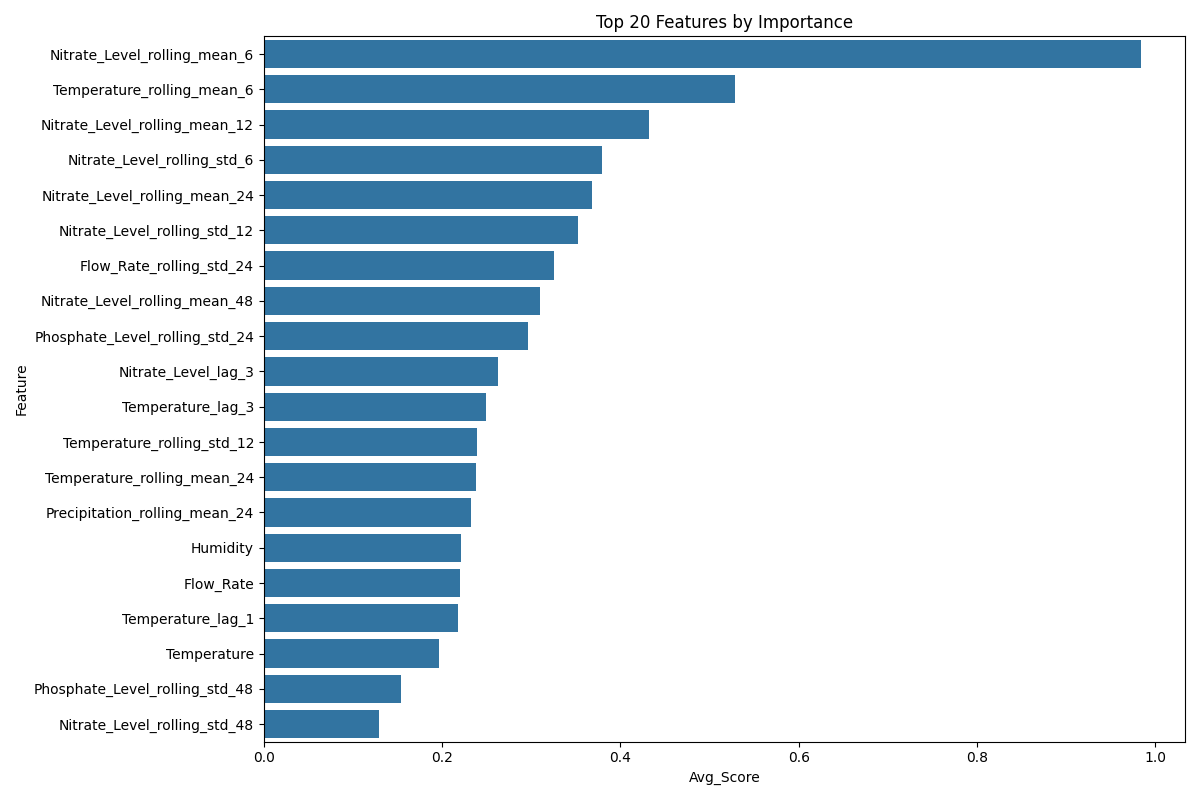 Top 20 Features by Importance
Nitrate_Level_rolling_mean_6
Temperature_rolling_mean_6
Nitrate_Level_rolling_mean_12
Nitrate_Level_rolling_std_6
Nitrate_Level_rolling_mean_24
Nitrate_Level_rolling_std_12
Flow_Rate_rolling_std_24
Nitrate_Level_rolling_mean_48
Phosphate_Level_rolling_std_24
Nitrate_Level_lag_3
Temperature_lag_3
Temperature_rolling_std_12
Temperature_rolling_mean_24
Precipitation_rolling_mean_24
Humidity
Flow_Rate
Temperature_lag_1
Temperature
Phosphate_Level_rolling_std_48
Nitrate_Level_rolling_std_48
Feature
0.0 0.2 0.4 0.6 0.8 1.0
Avg_Score